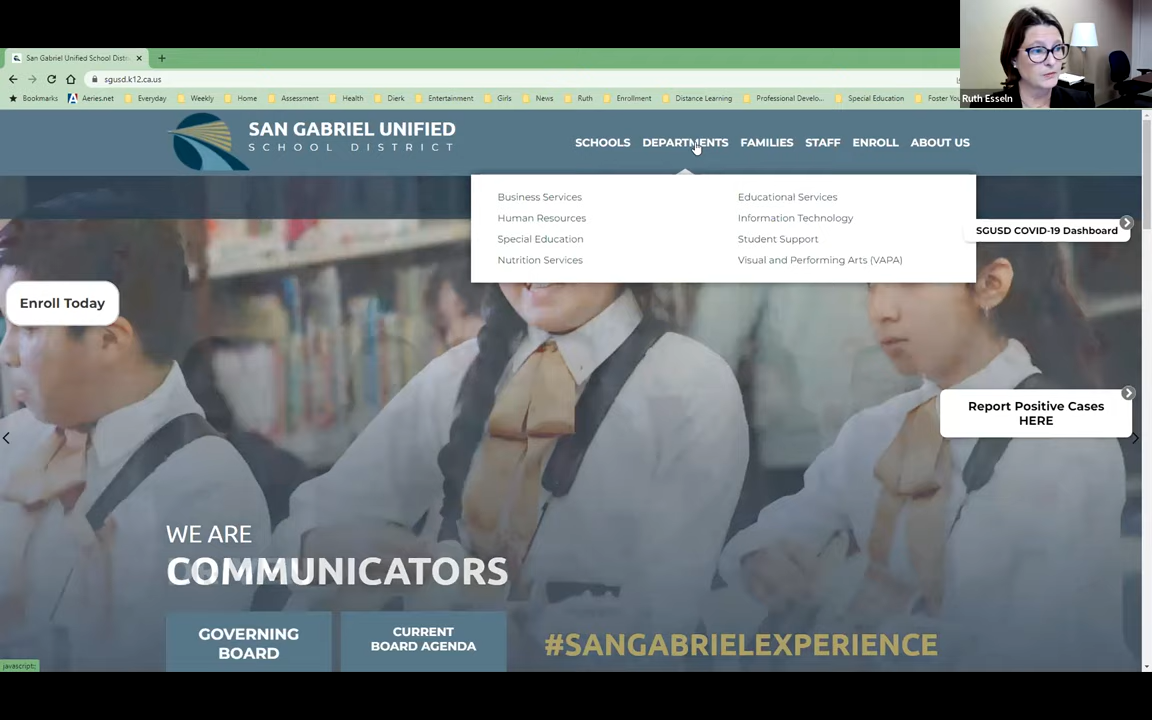 San Gabriel Unified School Distr
sgusd.k12.ca.us
Bookmarks Aeries.net Everyday Weekly Home Assessment Health Dierk Entertainment Girls News Ruth Enrollment Distance Learning Professional Develo... Special Education Foster You
Ruth Esseln
SAN GABRIEL UNIFIED
SCHOOL DISTRICT
SCHOOLS DEPARTMENTS FAMILIES STAFF ENROLL ABOUT US
Business Services Educational Services
Human Resources Information Technology
Special Education Student Support
Nutrition Services Visual and Performing Arts (VAPA)
SGUSD COVID-19 Dashboard
Enroll Today
Report Positive Cases
HERE
WE ARE
COMMUNICATORS
GOVERNING
BOARD
CURRENT
BOARD AGENDA
#SANGABRIELEXPERIENCE
javascript:;